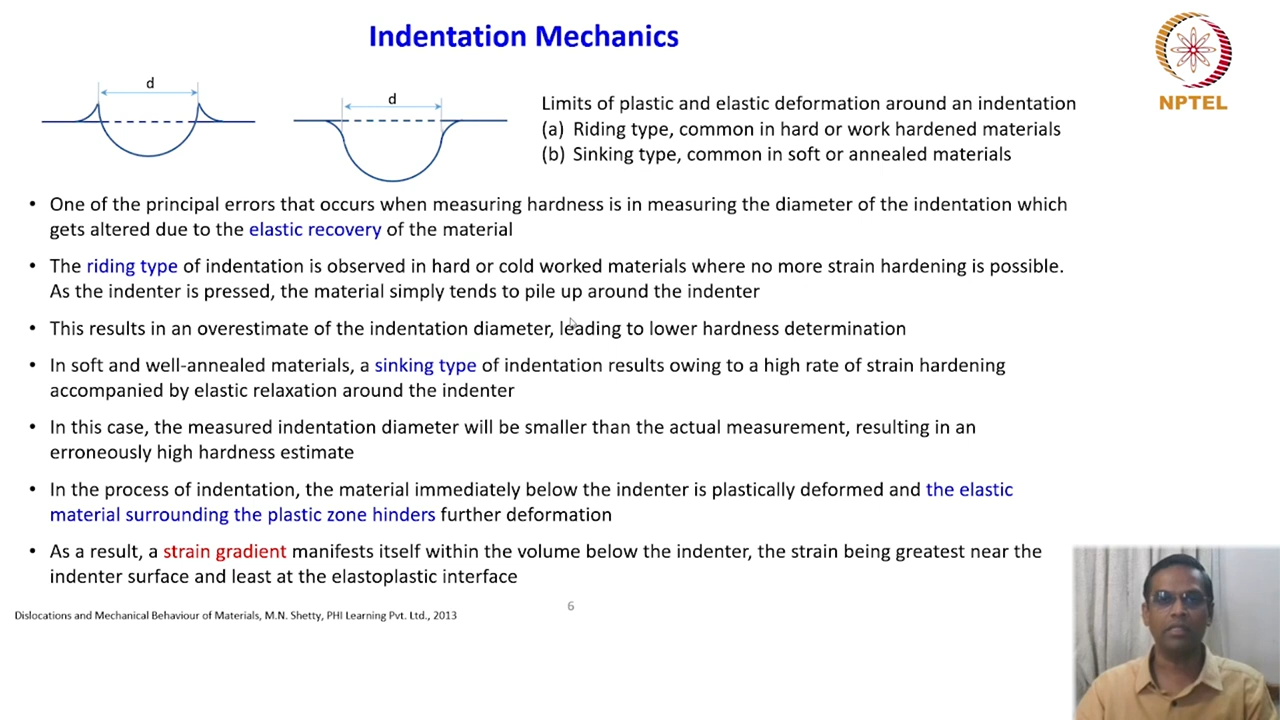 Indentation Mechanics
NPTEL
d
d
Limits of plastic and elastic deformation around an indentation
(a) Riding type, common in hard or work hardened materials
(b) Sinking type, common in soft or annealed materials
• One of the principal errors that occurs when measuring hardness is in measuring the diameter of the indentation which
gets altered due to the elastic recovery of the material
• The riding type of indentation is observed in hard or cold worked materials where no more strain hardening is possible.
As the indenter is pressed, the material simply tends to pile up around the indenter
• This results in an overestimate of the indentation diameter, leading to lower hardness determination
• In soft and well-annealed materials, a sinking type of indentation results owing to a high rate of strain hardening
accompanied by elastic relaxation around the indenter
• In this case, the measured indentation diameter will be smaller than the actual measurement, resulting in an
erroneously high hardness estimate
• In the process of indentation, the material immediately below the indenter is plastically deformed and the elastic
material surrounding the plastic zone hinders further deformation
• As a result, a strain gradient manifests itself within the volume below the indenter, the strain being greatest near the
indenter surface and least at the elastoplastic interface
6
Dislocations and Mechanical Behaviour of Materials, M.N. Shetty, PHI Learning Pvt. Ltd., 2013